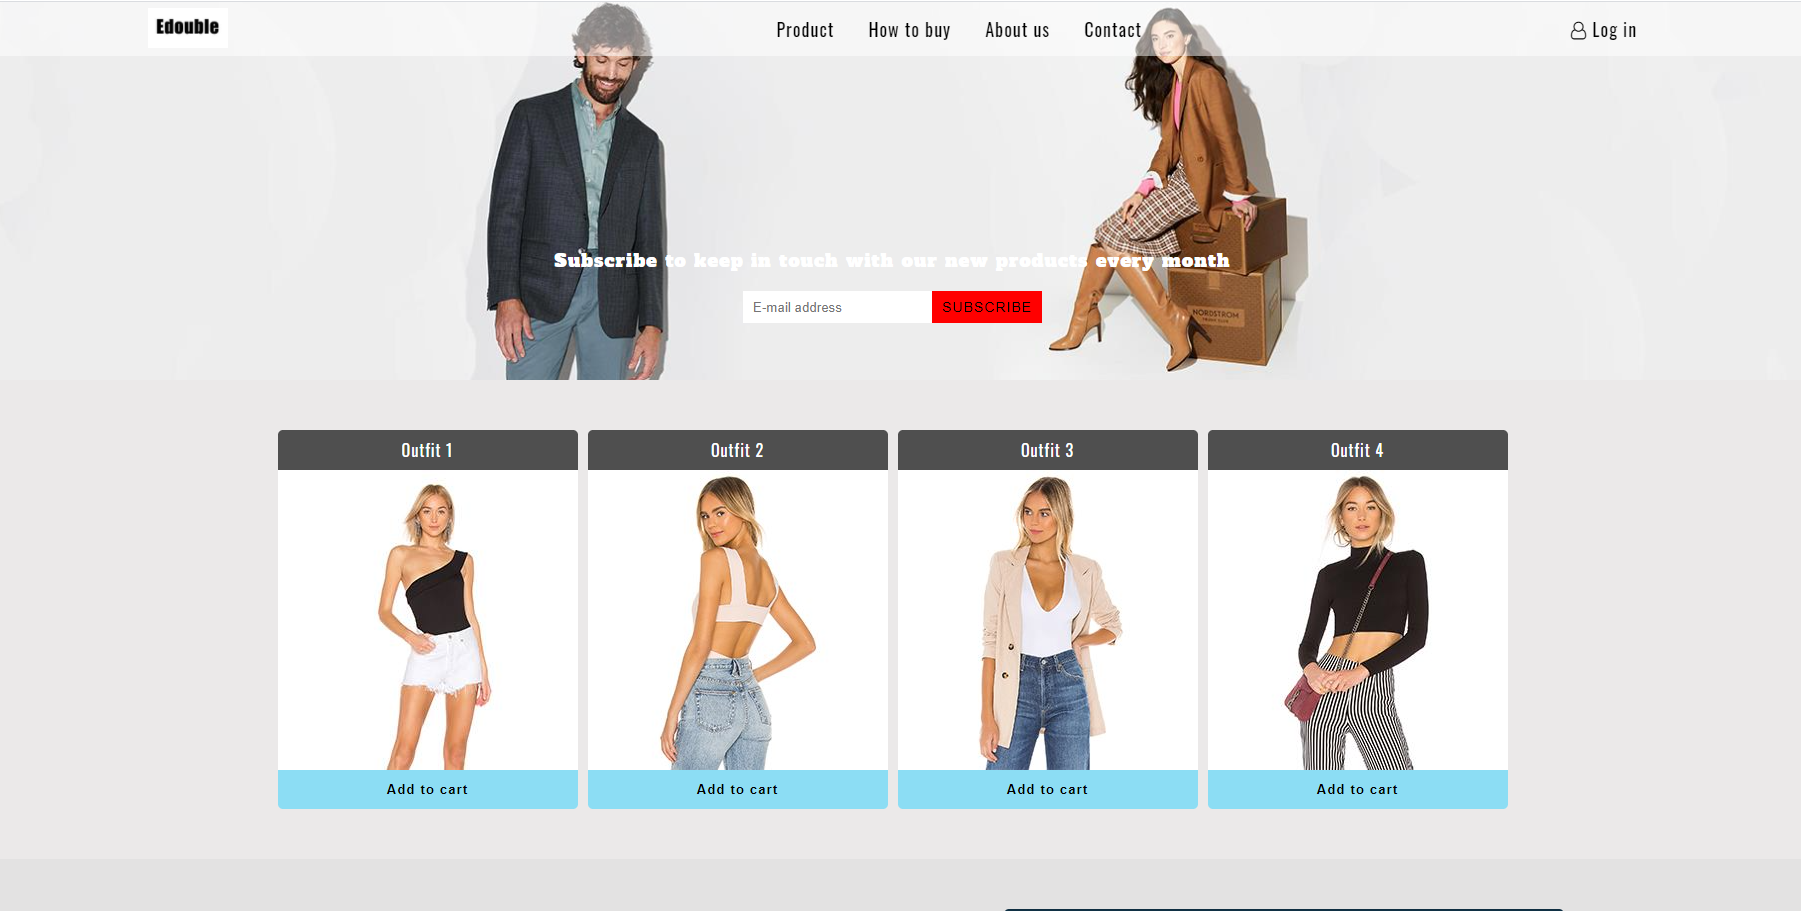 Edouble
Product
How to buy
About us
Contact
Log in
Subscribe to keep in touch with our new products every month
E-mail address
SUBSCRIBE
NORDSTROM
Outfit 1
Outfit 2
Outfit 3
Outfit 4
Add to cart
Add to cart
Add to cart
Add to cart